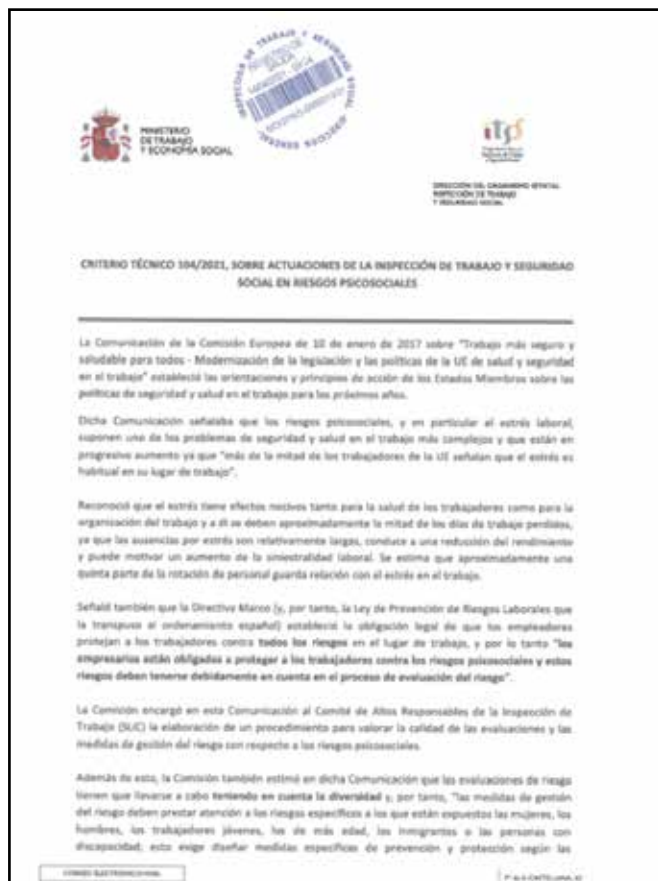 INSPECCIÓN DE TRABAJO Y SEGURIDAD SOCIAL
DIRECCIÓN GENERAL
SALIDA
MINISTERIO
DE TRABAJO
Y ECONOMÍA SOCIAL
itss
DIRECCIÓN DEL ORGANISMO ESTATAL
INSPECCIÓN DE TRABAJO
Y SEGURIDAD SOCIAL
CRITERIO TÉCNICO 104/2021, SOBRE ACTUACIONES DE LA INSPECCIÓN DE TRABAJO Y SEGURIDAD
SOCIAL EN RIESGOS PSICOSOCIALES
La Comunicación de la Comisión Europea de 10 de enero de 2017 sobre "Trabajo más seguro y
saludable para todos - Modernización de la legislación y las políticas de la UE de salud y seguridad
en el trabajo" estableció las orientaciones y principios de acción de los Estados Miembros sobre las
políticas de seguridad y salud en el trabajo para los próximos años.
Dicha Comunicación señalaba que los riesgos psicosociales, y en particular el estrés laboral,
suponen uno de los problemas de seguridad y salud en el trabajo más complejos y que están en
progresivo aumento ya que "más de la mitad de los trabajadores de la UE señalan que el estrés es
habitual en su lugar de trabajo".
Reconoció que el estrés tiene efectos nocivos tanto para la salud de los trabajadores como para la
organización del trabajo y a él se deben aproximadamente la mitad de los días de trabajo perdidos,
ya que las ausencias por estrés son relativamente largas, conduce a una reducción del rendimiento
y puede motivar un aumento de la siniestralidad laboral. Se estima que aproximadamente una
quinta parte de la rotación de personal guarda relación con el estrés en el trabajo.
Señaló también que la Directiva Marco (y, por tanto, la Ley de Prevención de Riesgos Laborales que
la transpuso al ordenamiento español) estableció la obligación legal de que los empleadores
protejan a los trabajadores contra todos los riesgos en el lugar de trabajo, y por lo tanto "los
empresarios están obligados a proteger a los trabajadores contra los riesgos psicosociales y estos
riesgos deben tenerse debidamente en cuenta en el proceso de evaluación del riesgo".
La Comisión encargó en esta Comunicación al Comité de Altos Responsables de la Inspección de
Trabajo (SLIC) la elaboración de un procedimiento para valorar la calidad de las evaluaciones y las
medidas de gestión del riesgo con respecto a los riesgos psicosociales.
Además de esto, la Comisión también estimó en dicha Comunicación que las evaluaciones de riesgo
tienen que llevarse a cabo teniendo en cuenta la diversidad y, por tanto, "las medidas de gestión
del riesgo deben prestar atención a los riesgos específicos a los que están expuestos las mujeres, los
hombres, los trabajadores jóvenes, los de más edad, los inmigrantes o las personas con
discapacidad; esto exige diseñar medidas específicas de prevención y protección según las
CORREO ELECTRÓNICO
Pº de la CASTELLANA, 63